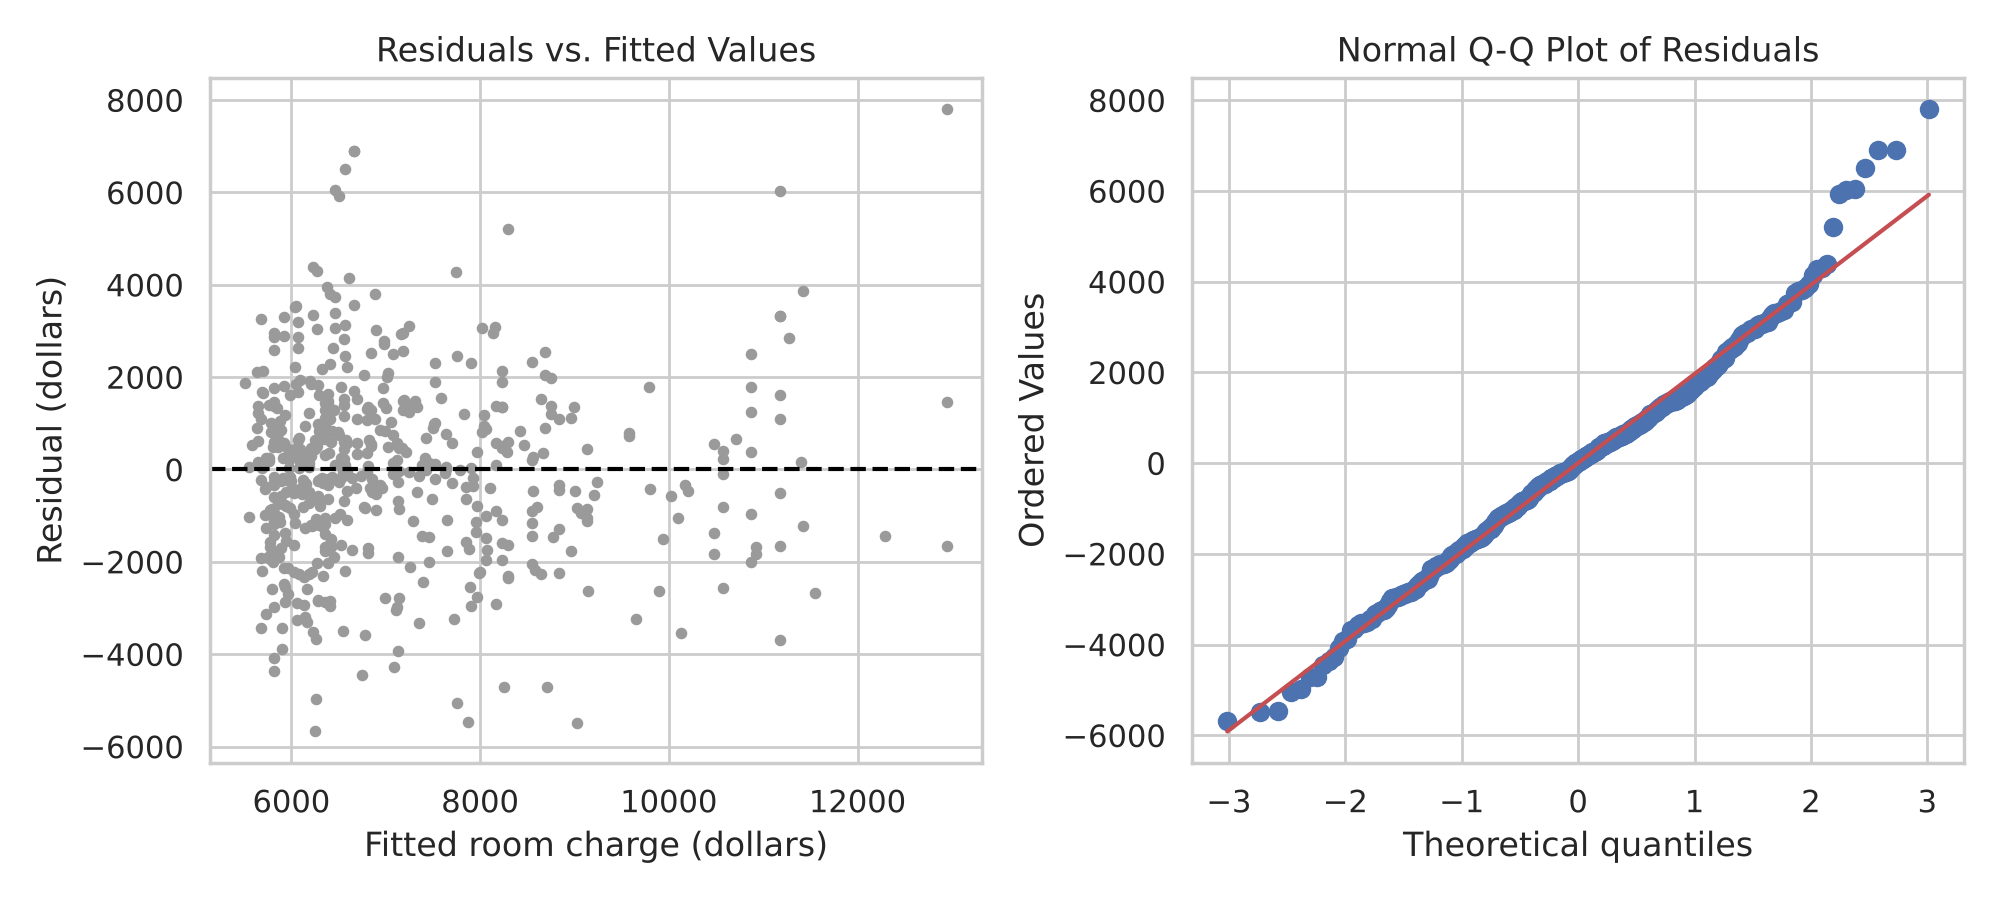 Residuals vs. Fitted Values
8000
6000
4000
2000
0
−2000
−4000
−6000
Residual (dollars)
6000 8000 10000 12000
Fitted room charge (dollars)
Normal Q-Q Plot of Residuals
8000
6000
4000
2000
0
−2000
−4000
−6000
Ordered Values
−3 −2 −1 0 1 2 3
Theoretical quantiles